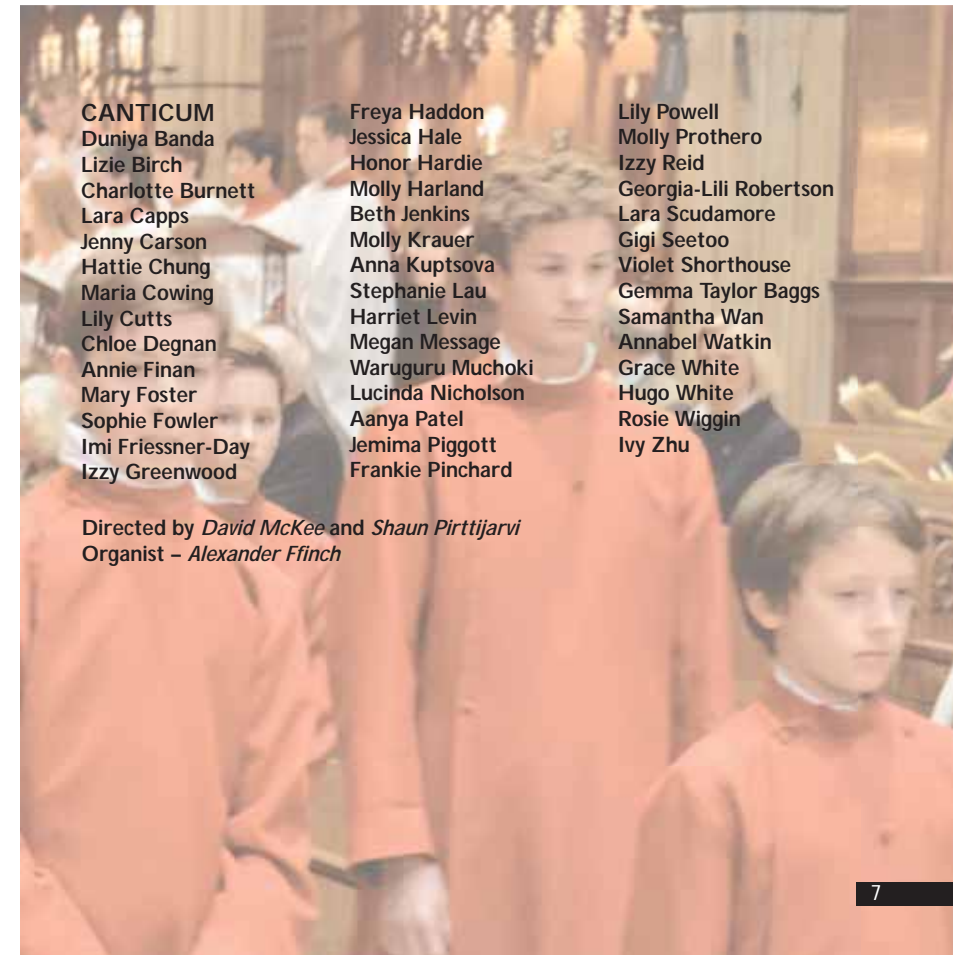 CANTICUM
Duniya Banda
Lizie Birch
Charlotte Burnett
Lara Capps
Jenny Carson
Hattie Chung
Maria Cowing
Lily Cutts
Chloe Degnan
Annie Finan
Mary Foster
Sophie Fowler
Imi Friessner-Day
Izzy Greenwood
Freya Haddon
Jessica Hale
Honor Hardie
Molly Harland
Beth Jenkins
Molly Krauer
Anna Kuptsova
Stephanie Lau
Harriet Levin
Megan Message
Waruguru Muchoki
Lucinda Nicholson
Aanya Patel
Jemima Piggott
Frankie Pinchard
Lily Powell
Molly Prothero
Izzy Reid
Georgia-Lili Robertson
Lara Scudamore
Gigi Seetoo
Violet Shorthouse
Gemma Taylor Baggs
Samantha Wan
Annabel Watkin
Grace White
Hugo White
Rosie Wiggin
Ivy Zhu
Directed by David McKee and Shaun Pirttijarvi
Organist – Alexander Ffinch
7